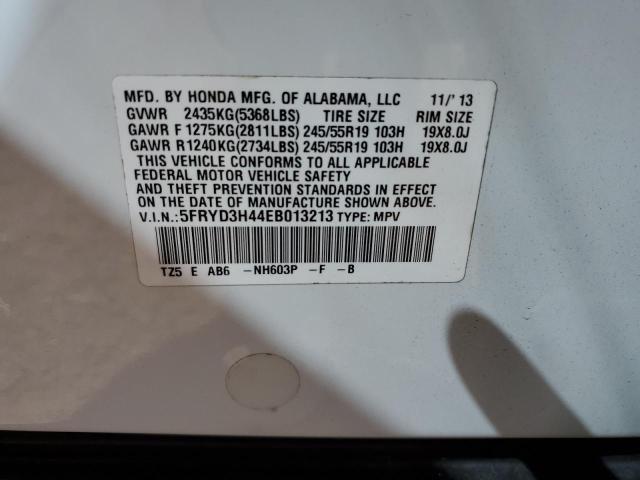 MFD. BY HONDA MFG. OF ALABAMA, LLC 11/' 13
GVWR 2435KG(5368LBS) TIRE SIZE RIM SIZE
GAWR F 1275KG(2811LBS) 245/55R19 103H 19X8.0J
GAWR R1240KG(2734LBS) 245/55R19 103H 19X8.0J
THIS VEHICLE CONFORMS TO ALL APPLICABLE
FEDERAL MOTOR VEHICLE SAFETY
AND THEFT PREVENTION STANDARDS IN EFFECT
ON THE DATE OF MANUFACTURE SHOWN ABOVE.
V.I.N.:5FRYD3H44EB013213 TYPE: MPV
TZ5 E AB6 -NH603P -F -B